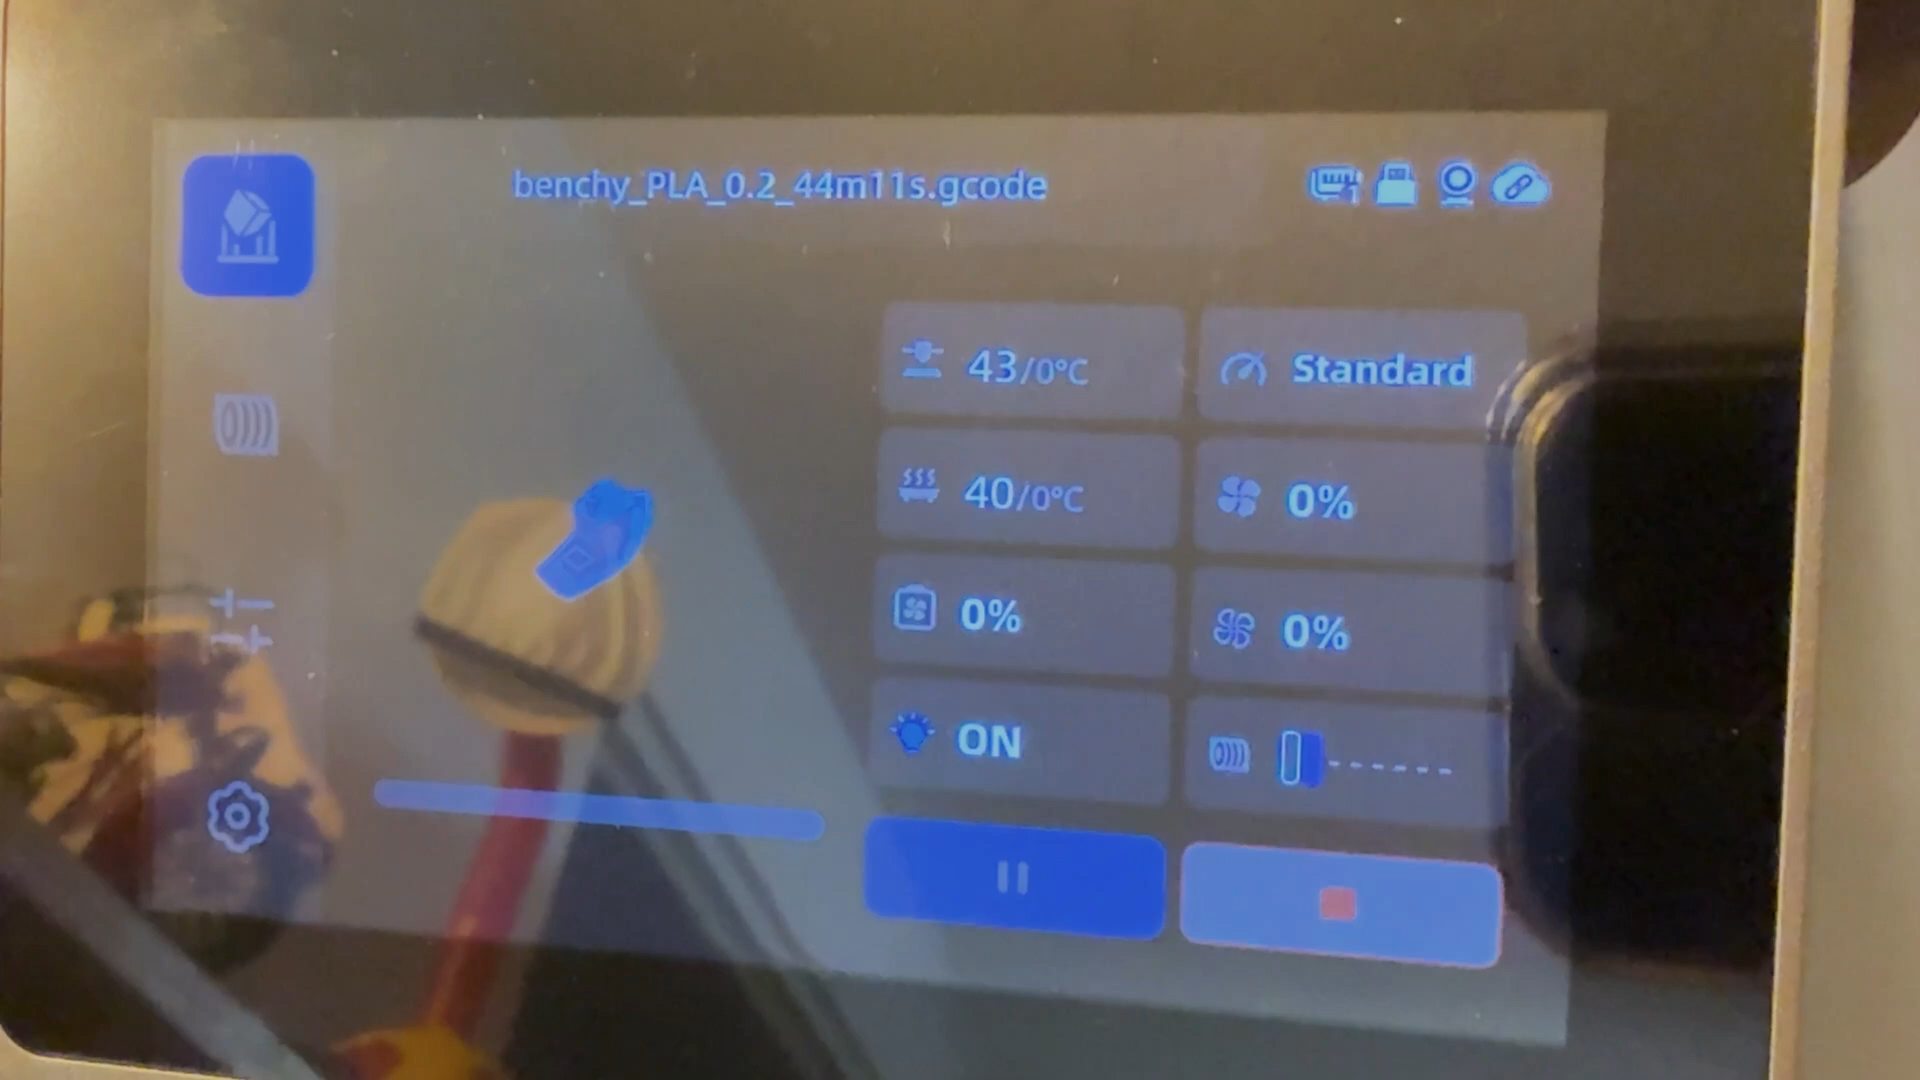 benchy_PLA_0.2_44m11s.gcode
43/0°C
Standard
40/0°C
0%
0%
0%
ON
------